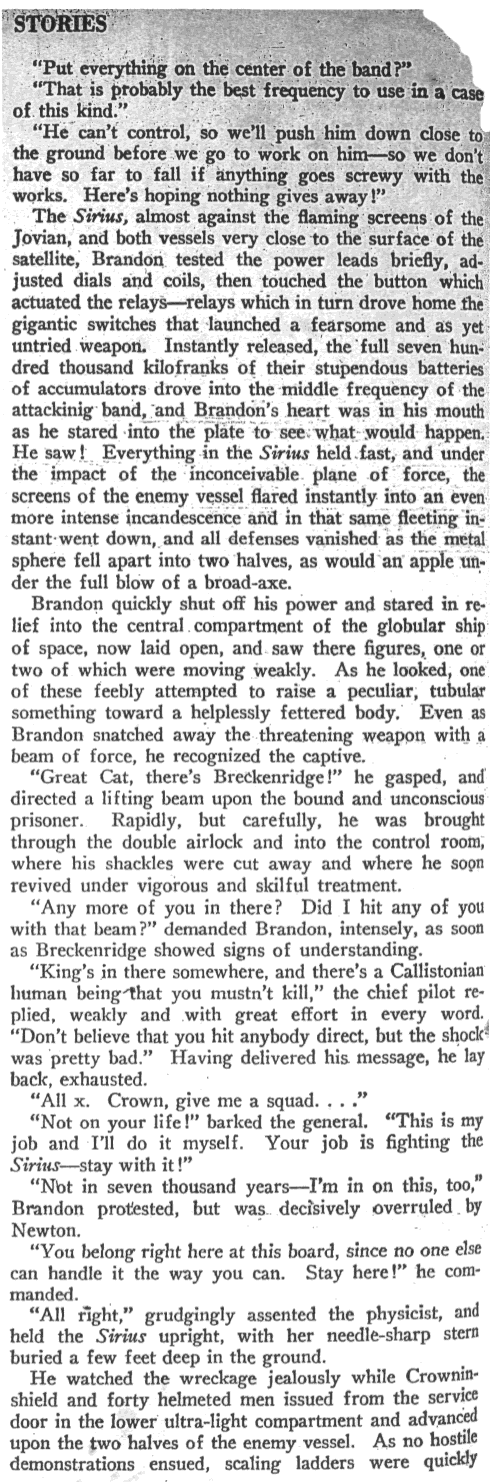 STORIES
"Put everything on the center of the band?"
"That is probably the best frequency to use in a case
of this kind."
"He can't control, so we'll push him down close to
the ground before we go to work on him—so we don't
have so far to fall if anything goes screwy with the
works. Here's hoping nothing gives away!"
The Sirius, almost against the flaming screens of the
Jovian, and both vessels very close to the surface of the
satellite, Brandon tested the power leads briefly, ad-
justed dials and coils, then touched the button which
actuated the relays—relays which in turn drove home the
gigantic switches that launched a fearsome and as yet
untried weapon. Instantly released, the full seven hun-
dred thousand kilofranks of their stupendous batteries
of accumulators drove into the middle frequency of the
attackinig band, and Brandon's heart was in his mouth
as he stared into the plate to see what would happen.
He saw! Everything in the Sirius held fast, and under
the impact of the inconceivable plane of force, the
screens of the enemy vessel flared instantly into an even
more intense incandescence and in that same fleeting in-
stant went down, and all defenses vanished as the metal
sphere fell apart into two halves, as would an apple un-
der the full blow of a broad-axe.
Brandon quickly shut off his power and stared in re-
lief into the central compartment of the globular ship
of space, now laid open, and saw there figures, one or
two of which were moving weakly. As he looked, one
of these feebly attempted to raise a peculiar, tubular
something toward a helplessly fettered body. Even as
Brandon snatched away the threatening weapon with a
beam of force, he recognized the captive.
"Great Cat, there's Breckenridge!" he gasped, and
directed a lifting beam upon the bound and unconscious
prisoner. Rapidly, but carefully, he was brought
through the double airlock and into the control room,
where his shackles were cut away and where he soon
revived under vigorous and skilful treatment.
"Any more of you in there? Did I hit any of you
with that beam?" demanded Brandon, intensely, as soon
as Breckenridge showed signs of understanding.
"King's in there somewhere, and there's a Callistonian
human being that you mustn't kill," the chief pilot re-
plied, weakly and with great effort in every word.
"Don't believe that you hit anybody direct, but the shock
was pretty bad." Having delivered his message, he lay
back, exhausted.
"All x. Crown, give me a squad. . . ."
"Not on your life!" barked the general. "This is my
job and I'll do it myself. Your job is fighting the
Sirius—stay with it!"
"Not in seven thousand years—I'm in on this, too,"
Brandon protested, but was decisively overruled by
Newton.
"You belong right here at this board, since no one else
can handle it the way you can. Stay here!" he com-
manded.
"All right," grudgingly assented the physicist, and
held the Sirius upright, with her needle-sharp stern
buried a few feet deep in the ground.
He watched the wreckage jealously while Crownin-
shield and forty helmeted men issued from the service
door in the lower ultra-light compartment and advanced
upon the two halves of the enemy vessel. As no hostile
demonstrations ensued, scaling ladders were quickly